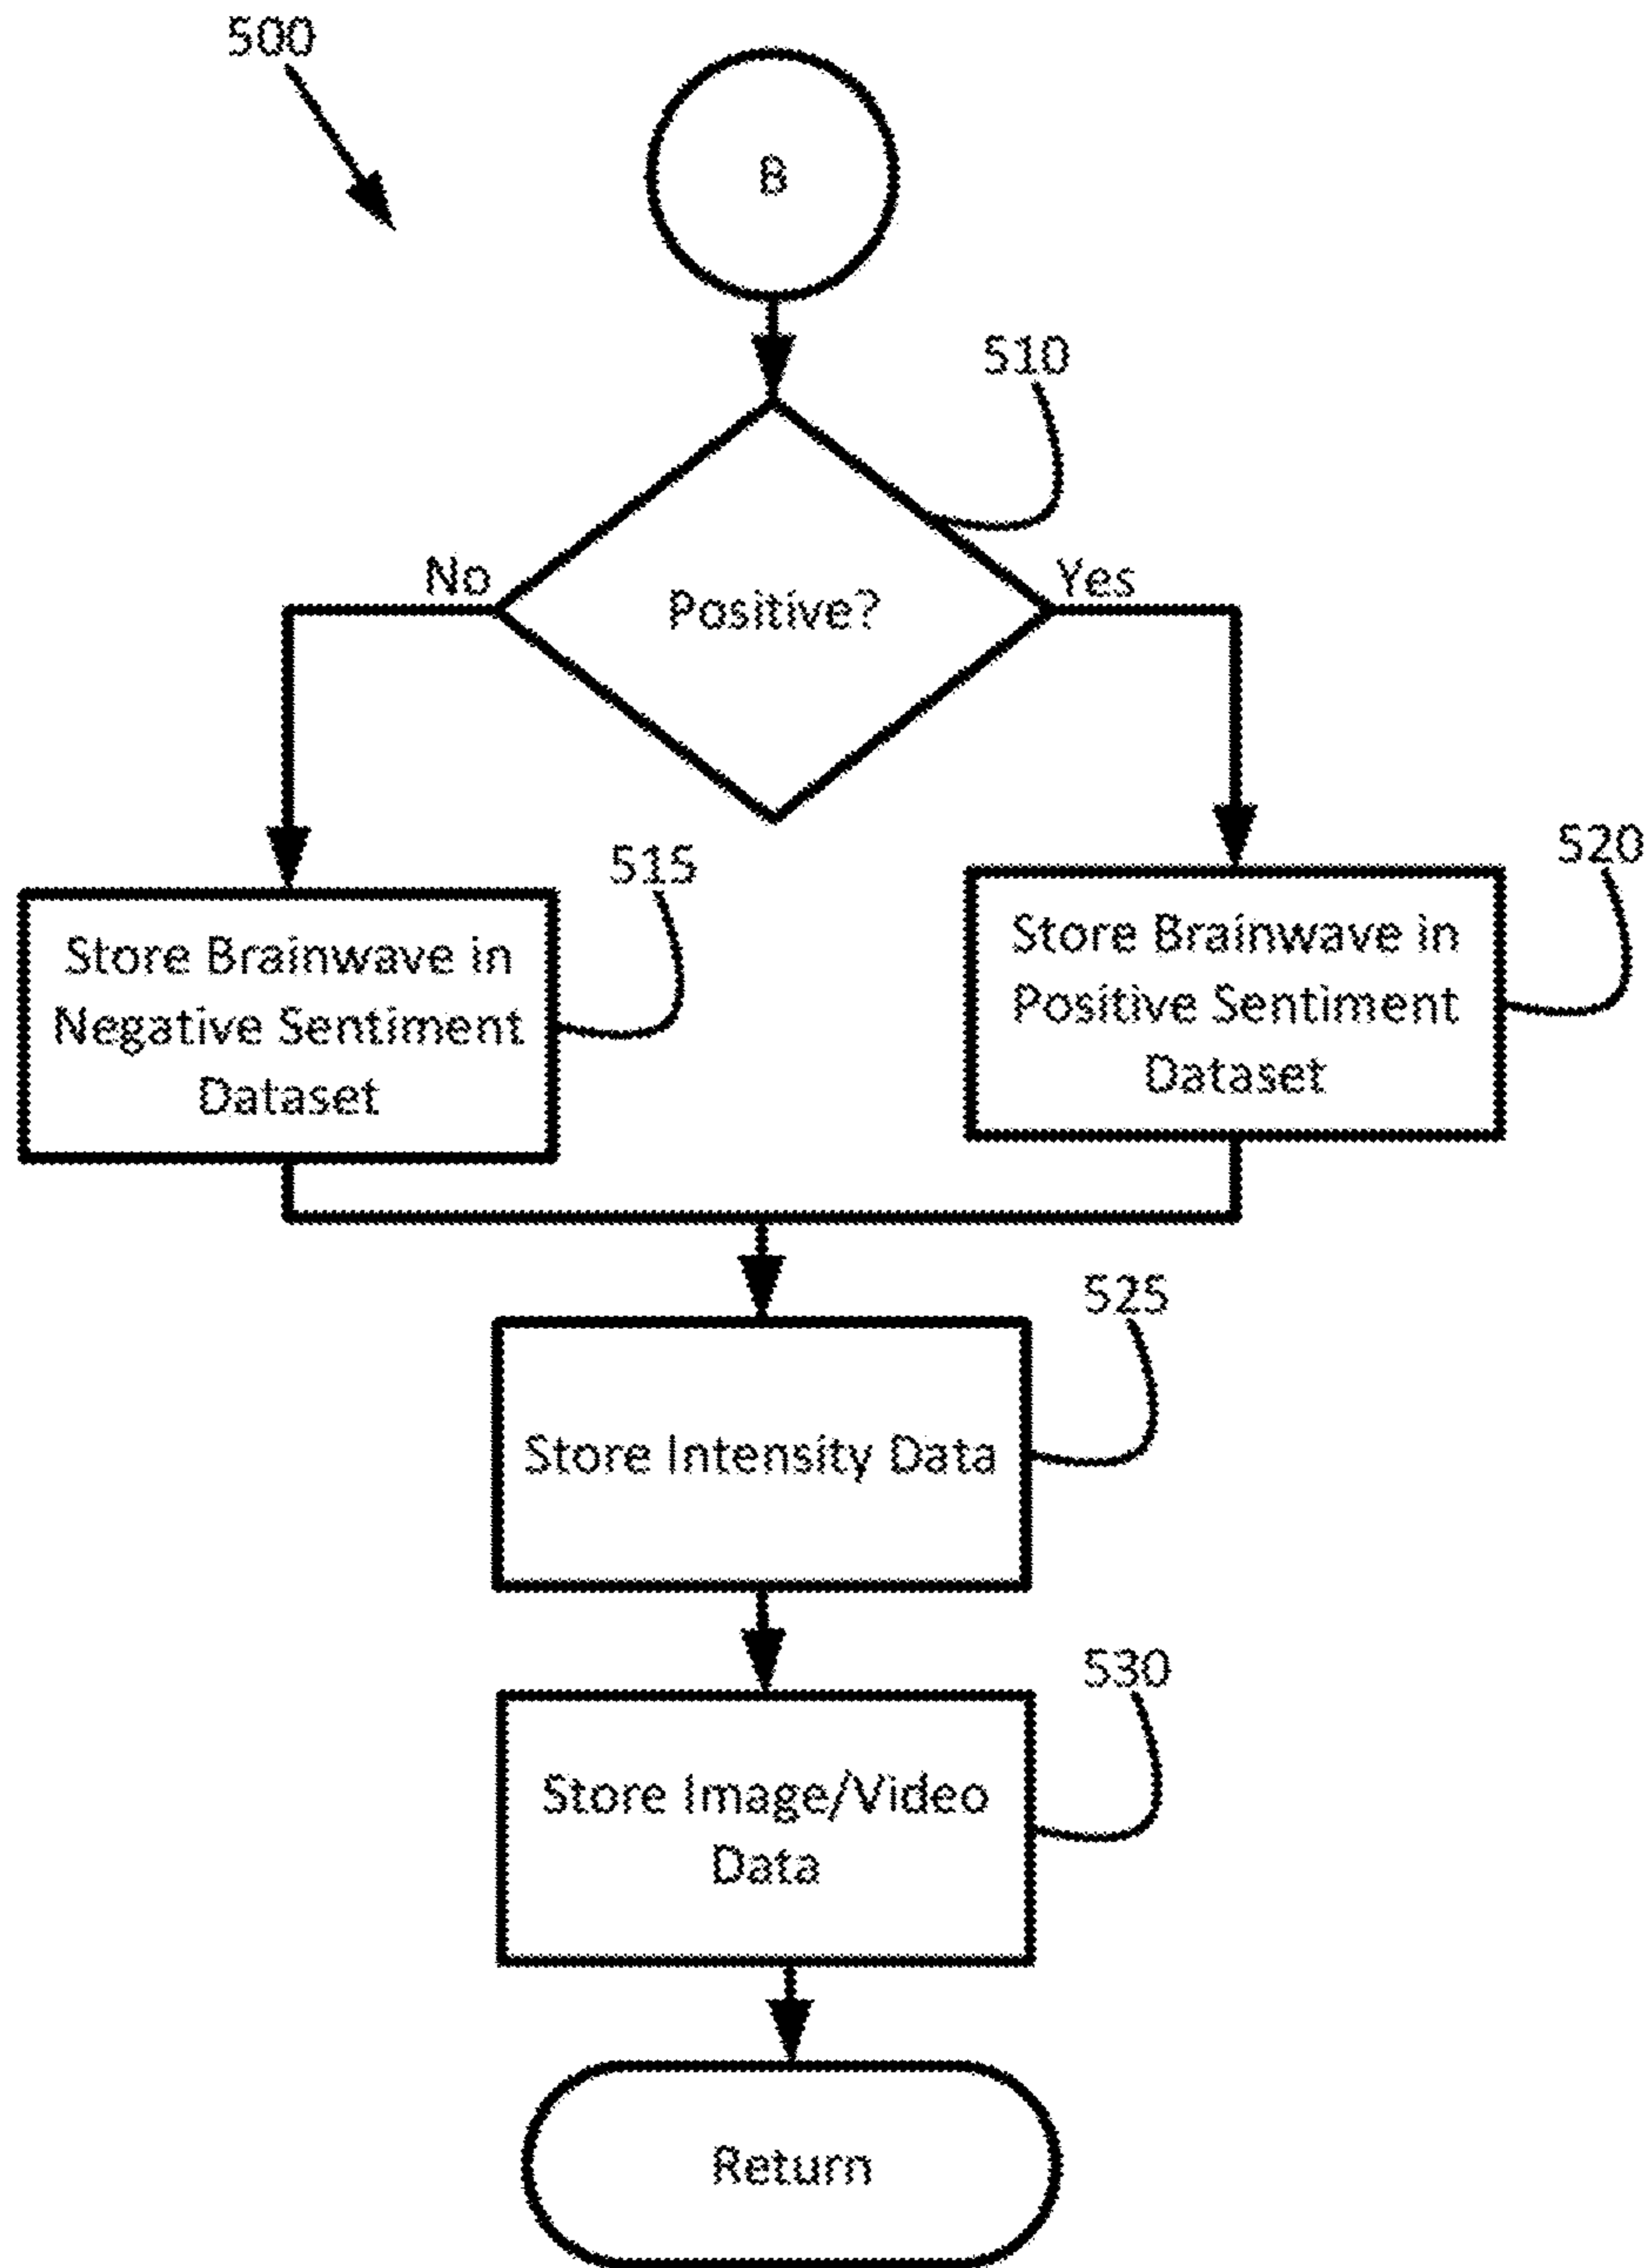 500
B
510
No
Yes
Positive?
515
520
Store Brainwave in
Negative Sentiment
Dataset
Store Brainwave in
Positive Sentiment
Dataset
525
Store Intensity Data
530
Store Image/Video
Data
Return